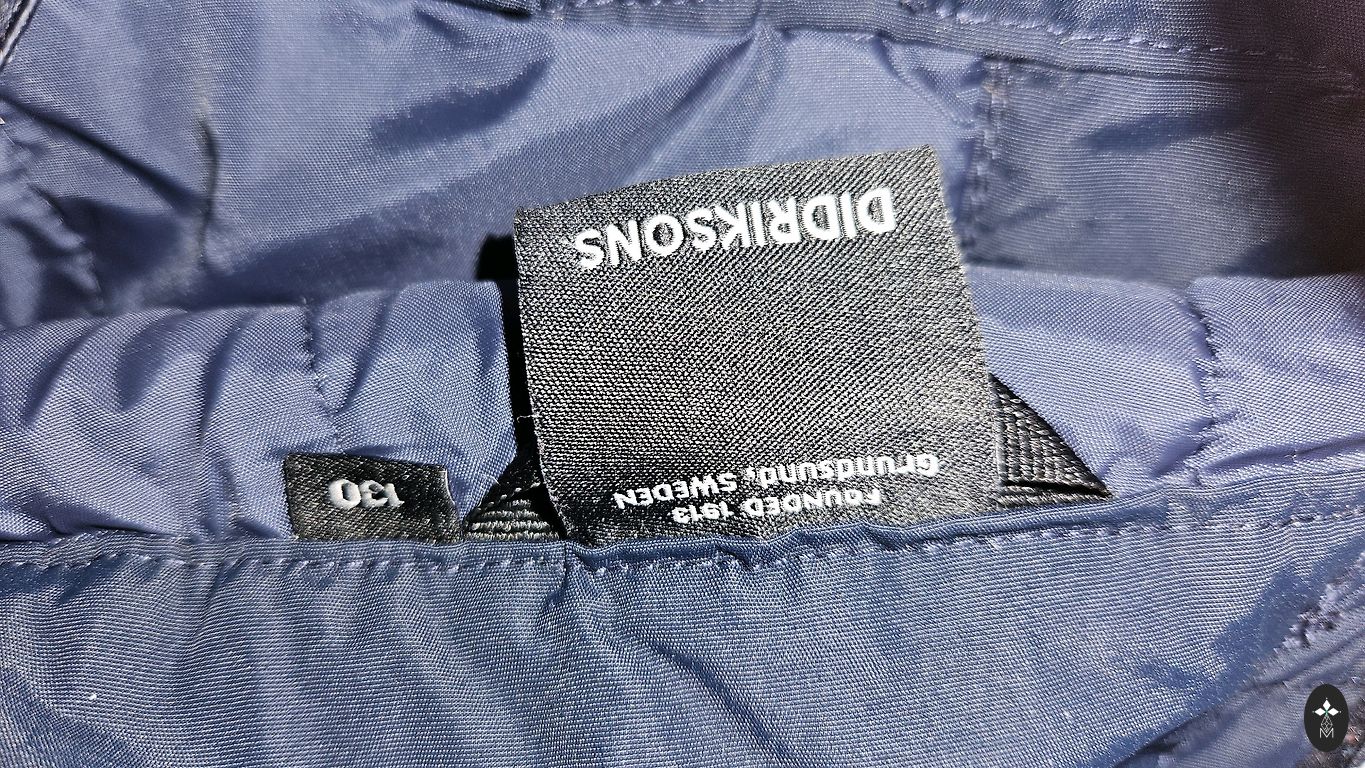 DIDRIKSONS
FOUNDED 1913
Grundsund, SWEDEN
130